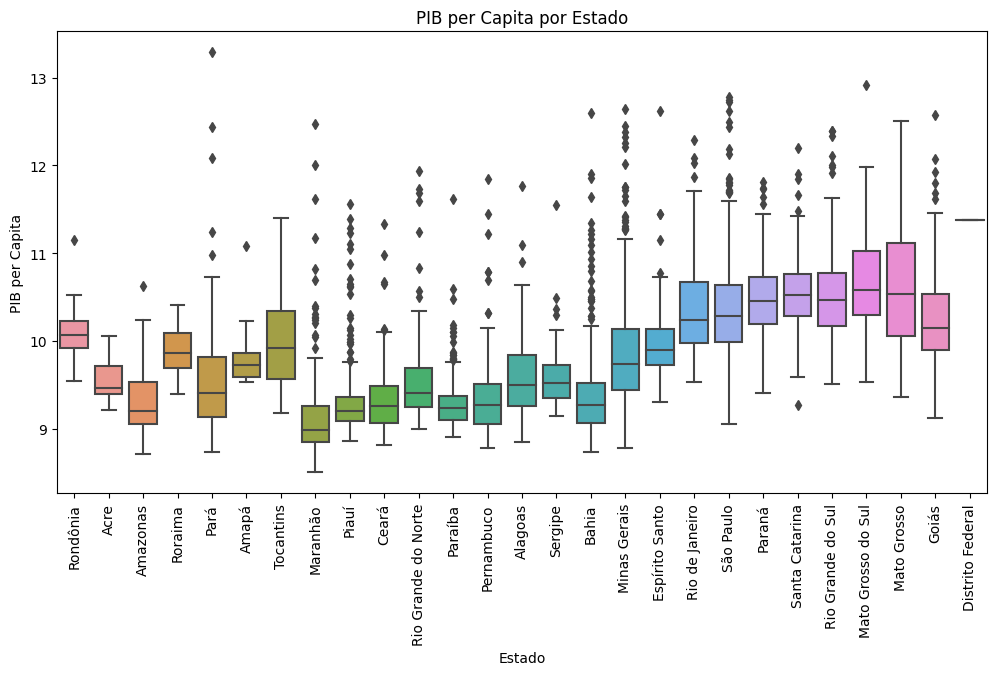 PIB per Capita por Estado
PIB per Capita
13
12
11
10
9
Rondônia
Acre
Amazonas
Roraima
Pará
Amapá
Tocantins
Maranhão
Piauí
Ceará
Rio Grande do Norte
Paraíba
Pernambuco
Alagoas
Sergipe
Bahia
Minas Gerais
Espírito Santo
Rio de Janeiro
São Paulo
Paraná
Santa Catarina
Rio Grande do Sul
Mato Grosso do Sul
Mato Grosso
Goiás
Distrito Federal
Estado